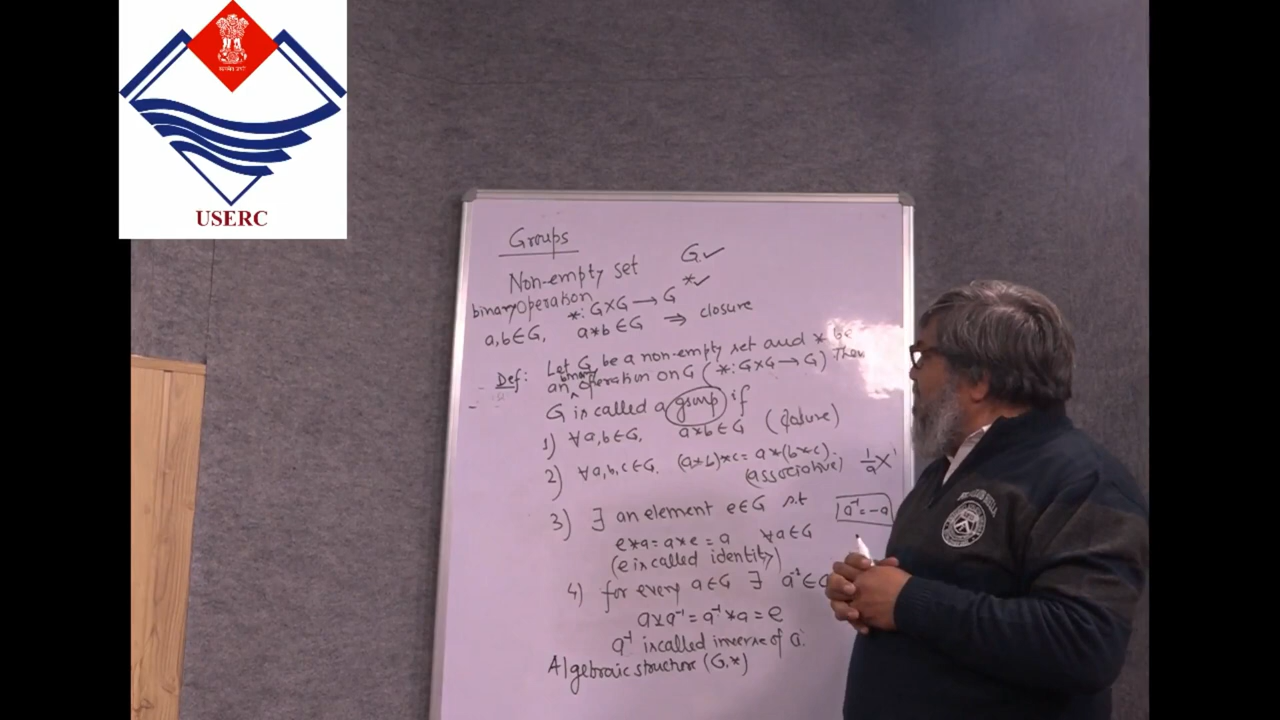 USERC
Groups
Non-empty set G ✓
binary Operation * ✓
*: G×G → G
a,b∈G, a*b∈G ⇒ closure
Def: Let G be a non-empty set and * be
an binary operation on G (*: G×G → G) Then
G is called a group if
1) ∀a,b∈G, a*b∈G (closure)
2) ∀a,b,c∈G, (a*b)*c = a*(b*c).
(associative)
1/a X
3) ∃ an element e∈G s.t
a⁻¹ = -a
e*a = a*e = a ∀a∈G
(e is called identity)
4) for every a∈G ∃ a⁻¹∈G
a*a⁻¹ = a⁻¹*a = e
a⁻¹ is called inverse of a.
Algebraic structure (G,*)